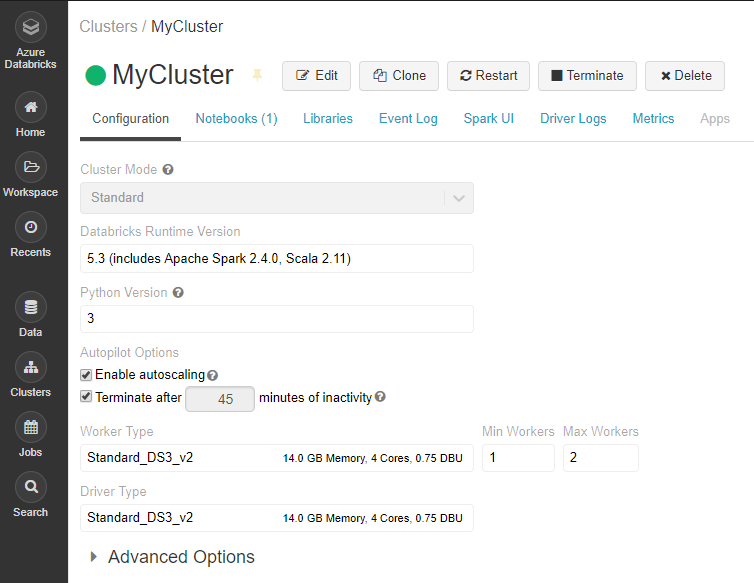 Azure
Databricks
Home
Workspace
Recents
Data
Clusters
Jobs
Search
Clusters / MyCluster
MyCluster
Edit
Clone
Restart
Terminate
Delete
Configuration
Notebooks (1)
Libraries
Event Log
Spark UI
Driver Logs
Metrics
Apps
Cluster Mode
Standard
Databricks Runtime Version
5.3 (includes Apache Spark 2.4.0, Scala 2.11)
Python Version
3
Autopilot Options
Enable autoscaling
Terminate after 45 minutes of inactivity
Worker Type Min Workers Max Workers
Standard_DS3_v2 14.0 GB Memory, 4 Cores, 0.75 DBU 1 2
Driver Type
Standard_DS3_v2 14.0 GB Memory, 4 Cores, 0.75 DBU
Advanced Options